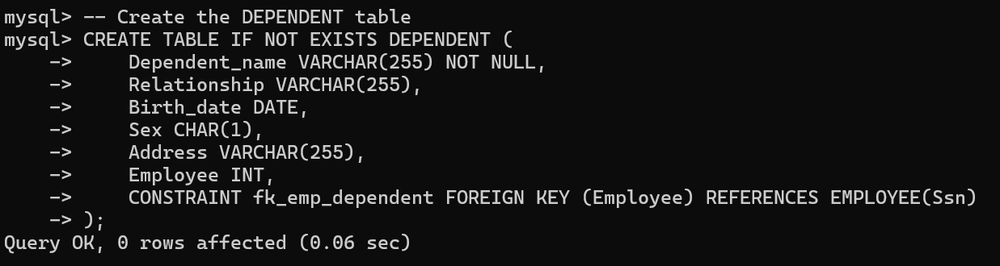 mysql> -- Create the DEPENDENT table
mysql> CREATE TABLE IF NOT EXISTS DEPENDENT (
    ->     Dependent_name VARCHAR(255) NOT NULL,
    ->     Relationship VARCHAR(255),
    ->     Birth_date DATE,
    ->     Sex CHAR(1),
    ->     Address VARCHAR(255),
    ->     Employee INT,
    ->     CONSTRAINT fk_emp_dependent FOREIGN KEY (Employee) REFERENCES EMPLOYEE(Ssn)
    -> );
Query OK, 0 rows affected (0.06 sec)